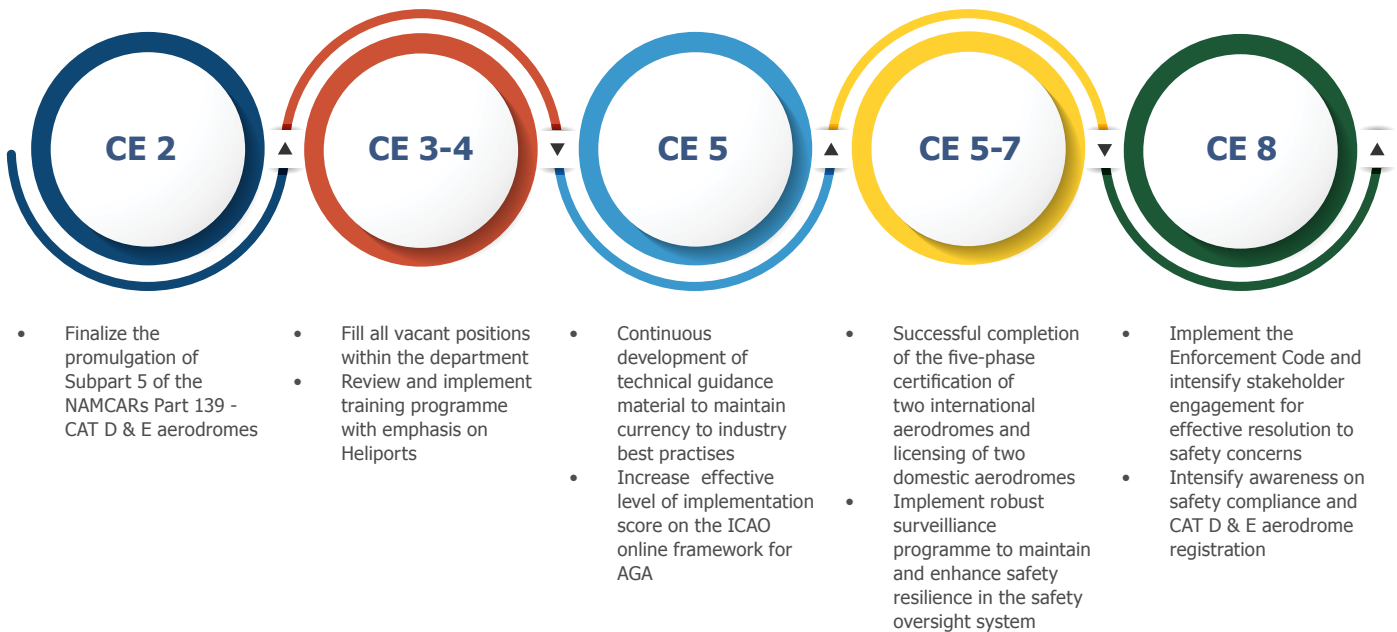 CE 2
CE 3-4
CE 5
CE 5-7
CE 8
• Finalize the
promulgation of
Subpart 5 of the
NAMCARs Part 139 -
CAT D & E aerodromes
• Fill all vacant positions
within the department
• Review and implement
training programme
with emphasis on
Heliports
• Continuous
development of
technical guidance
material to maintain
currency to industry
best practises
• Increase effective
level of implementation
score on the ICAO
online framework for
AGA
• Successful completion
of the five-phase
certification of
two international
aerodromes and
licensing of two
domestic aerodromes
• Implement robust
surveillance
programme to maintain
and enhance safety
resilience in the safety
oversight system
• Implement the
Enforcement Code and
intensify stakeholder
engagement for
effective resolution to
safety concerns
• Intensify awareness on
safety compliance and
CAT D & E aerodrome
registration